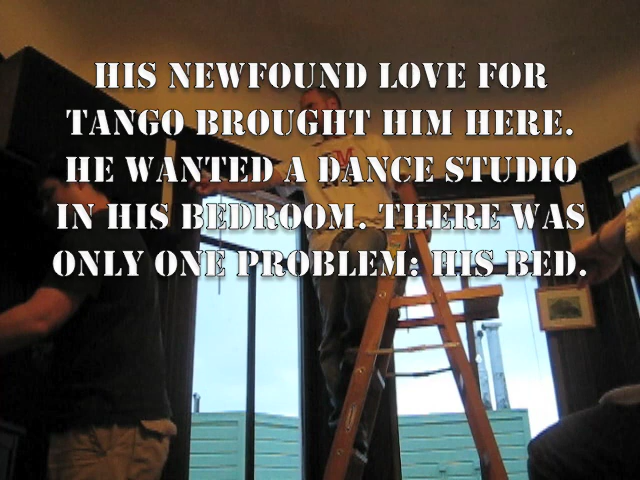 HIS NEWFOUND LOVE FOR
TANGO BROUGHT HIM HERE.
HE WANTED A DANCE STUDIO
IN HIS BEDROOM. THERE WAS
ONLY ONE PROBLEM: HIS BED.